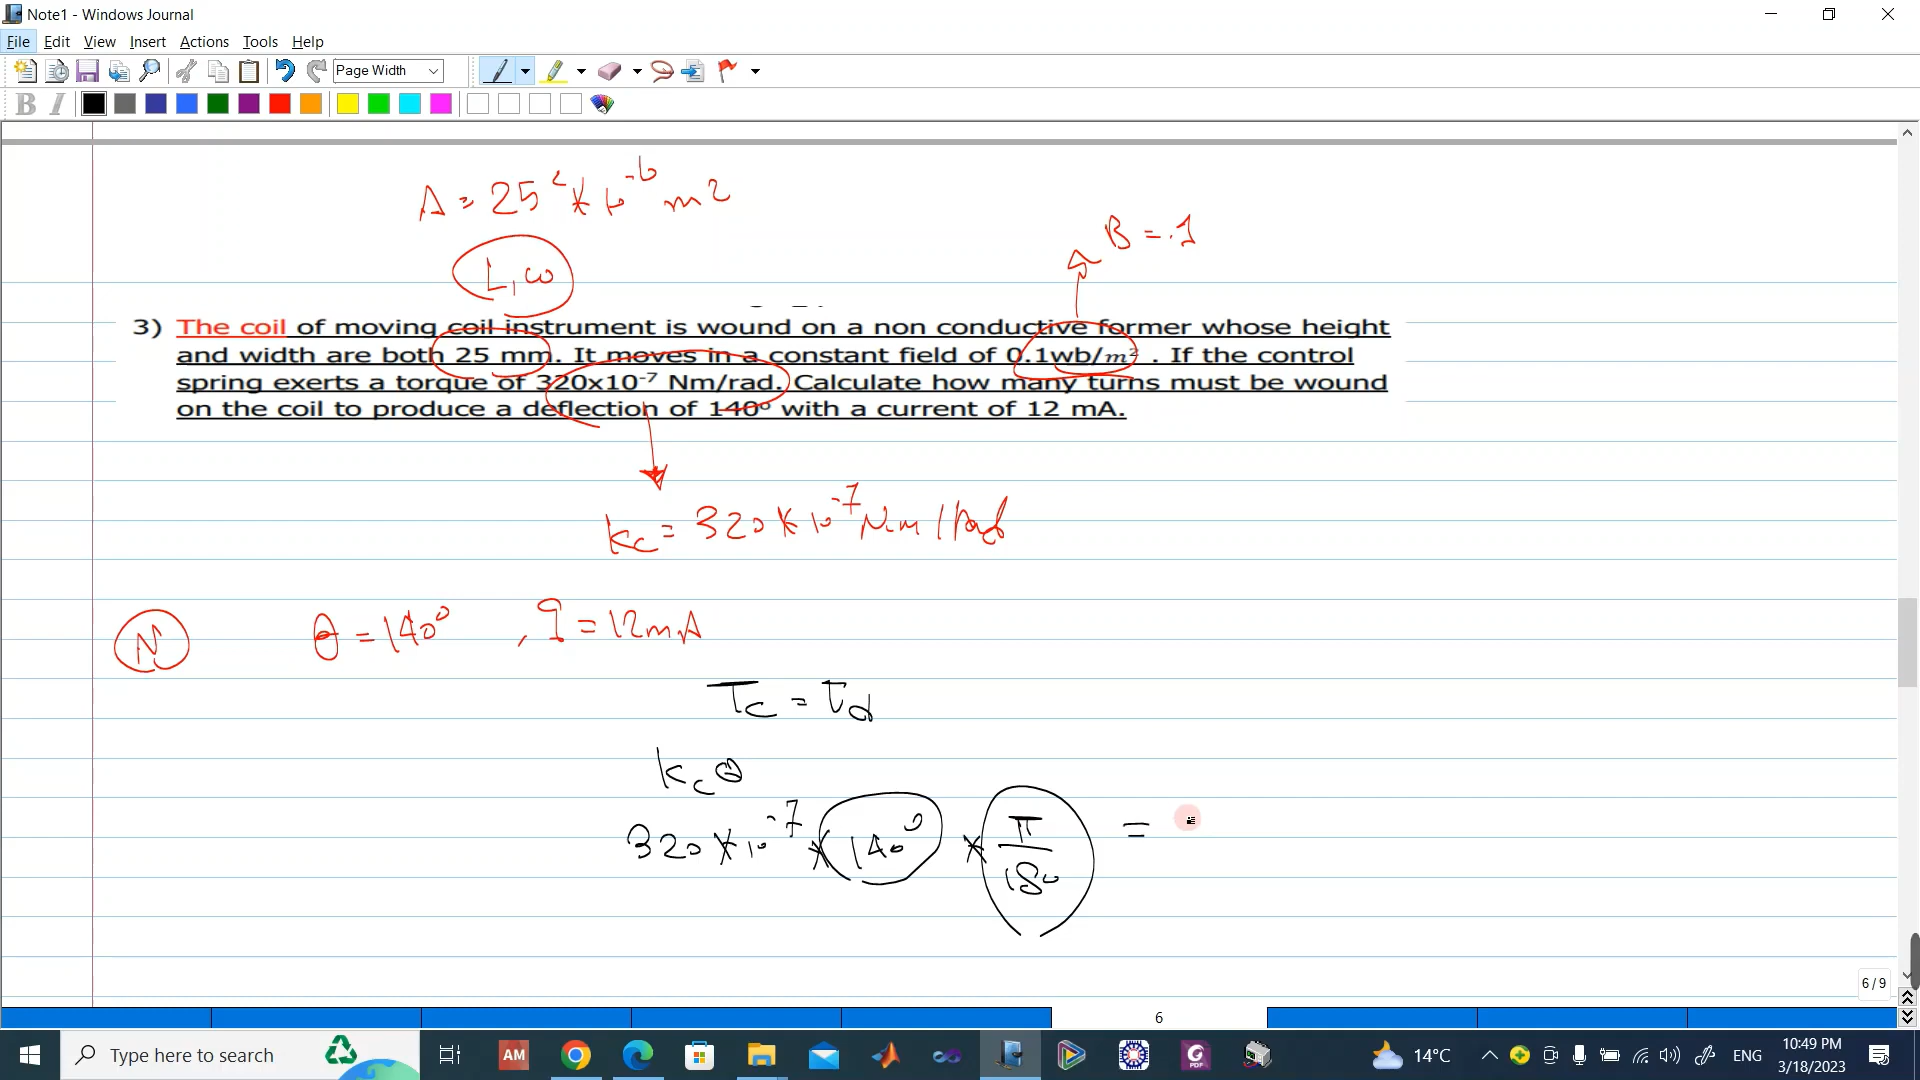 Note1 - Windows Journal
File Edit View Insert Actions Tools Help
Page Width
B I
A = 25² * 10⁻⁶ m2
L, ω
B = .1
3) The coil of moving coil instrument is wound on a non conductive former whose height
and width are both 25 mm. It moves in a constant field of 0.1wb/m² . If the control
spring exerts a torque of 320x10⁻⁷ Nm/rad. Calculate how many turns must be wound
on the coil to produce a deflection of 140° with a current of 12 mA.
kc = 320 * 10⁻⁷ Nm/rad
N θ = 140° , I = 12mA
Tc = Td
kc θ
320 * 10⁻⁷ * 140° * π/180 =
6 / 9
6
Type here to search
AM
PDF
14°C
ENG
10:49 PM
3/18/2023